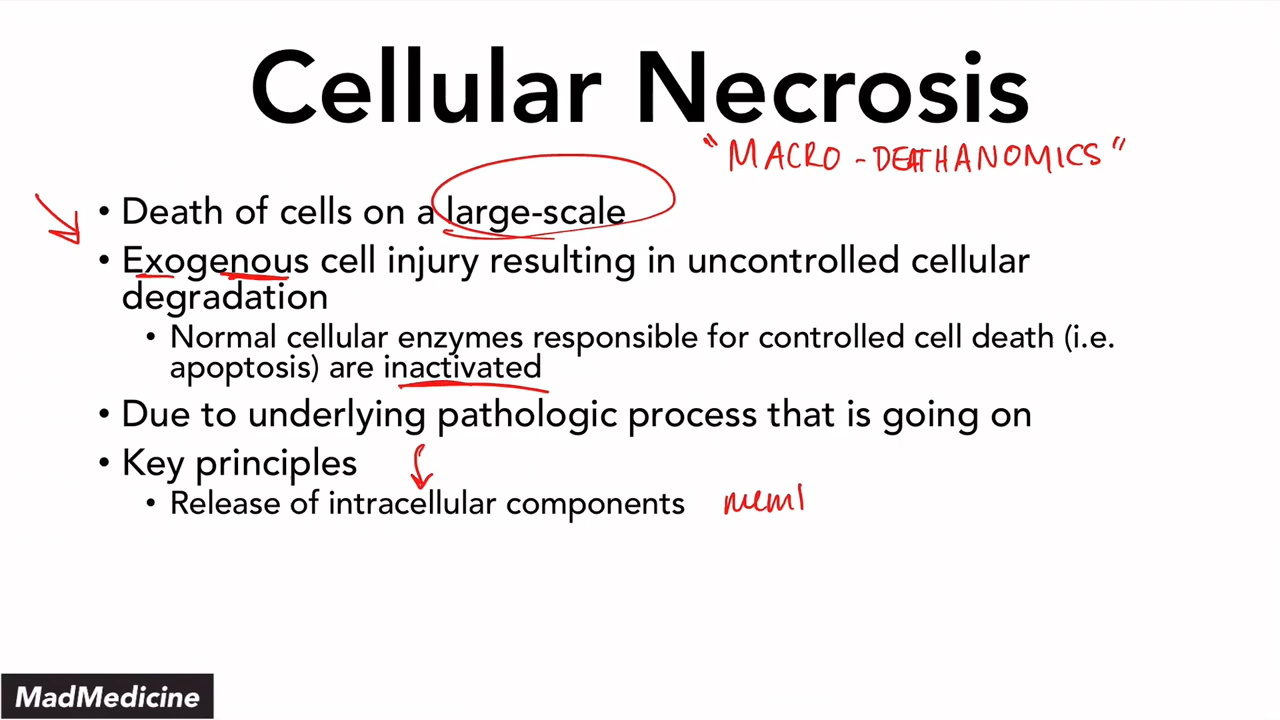 Cellular Necrosis
"MACRO-DEATHANOMICS"
• Death of cells on a large-scale
• Exogenous cell injury resulting in uncontrolled cellular
degradation
• Normal cellular enzymes responsible for controlled cell death (i.e.
apoptosis) are inactivated
• Due to underlying pathologic process that is going on
• Key principles
• Release of intracellular components
MadMedicine